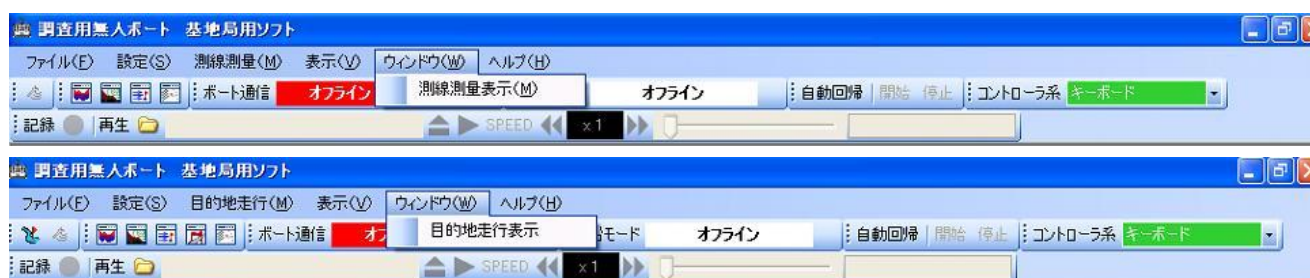 調査用無人ボート 基地局用ソフト
ファイル(F) 設定(S) 測線測量(M) 表示(V) ウィンドウ(W) ヘルプ(H)
測線測量表示(M)
ボート通信 オフライン オフライン 自動回帰 開始 停止 コントローラ系 キーボード
記録 再生 SPEED x1
調査用無人ボート 基地局用ソフト
ファイル(F) 設定(S) 目的地走行(M) 表示(V) ウィンドウ(W) ヘルプ(H)
目的地走行表示
ボート通信 オフ モード オフライン 自動回帰 開始 停止 コントローラ系 キーボード
記録 再生 SPEED x1